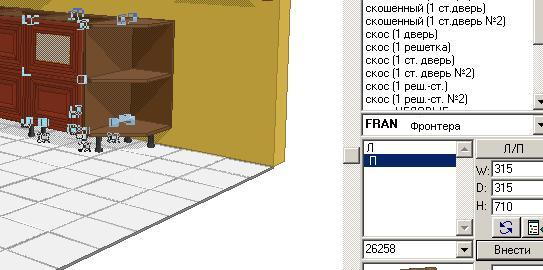 скошенный (1 ст.дверь)
скошенный (1 ст.дверь №2)
скос (1 дверь)
скос (1 решетка)
скос (1 ст. дверь)
скос (1 ст. дверь №2)
скос (1 реш.-ст.)
скос (1 реш.-ст. №2)
FRAN Фронтера
Л
П
Л/П
W: 315
D: 315
H: 710
26258
Внести